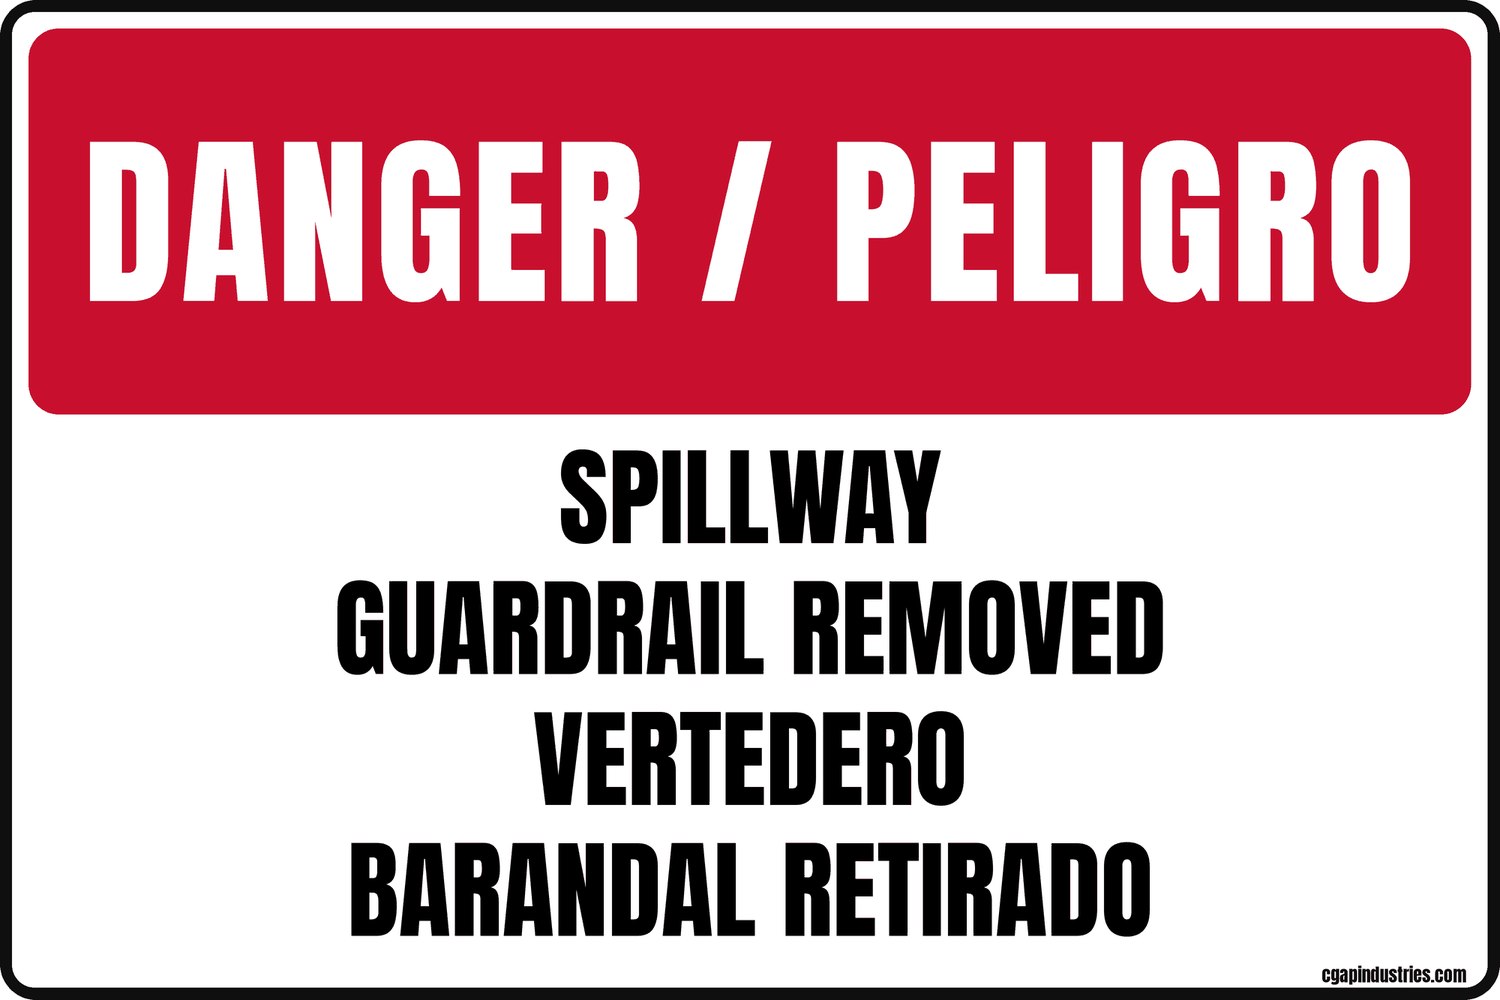 DANGER / PELIGRO
SPILLWAY
GUARDRAIL REMOVED
VERTEDERO
BARANDAL RETIRADO
cgapindustries.com